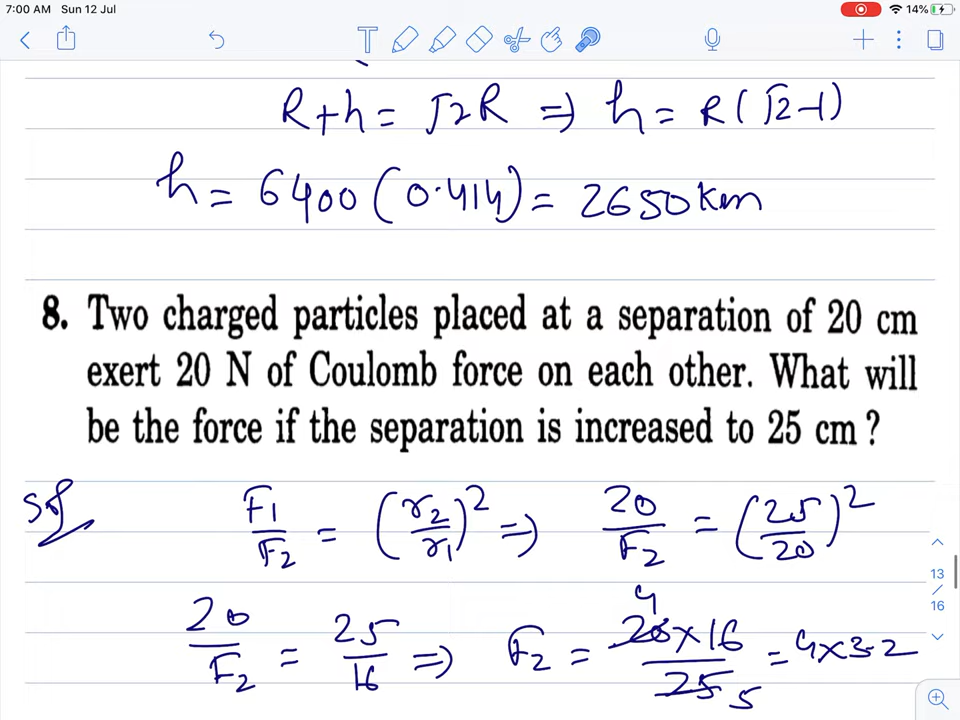 7:00 AM Sun 12 Jul 14%
R+h = √2R ⇒ h = R(√2-1)
h = 6400(0.414) = 2650 km
8. Two charged particles placed at a separation of 20 cm
exert 20 N of Coulomb force on each other. What will
be the force if the separation is increased to 25 cm ?
Sol F1/F2 = (r2/r1)^2 ⇒ 20/F2 = (25/20)^2
20/F2 = 25/16 ⇒ F2 = 20×16/25 = 4×3.2
4
5
13
/
16